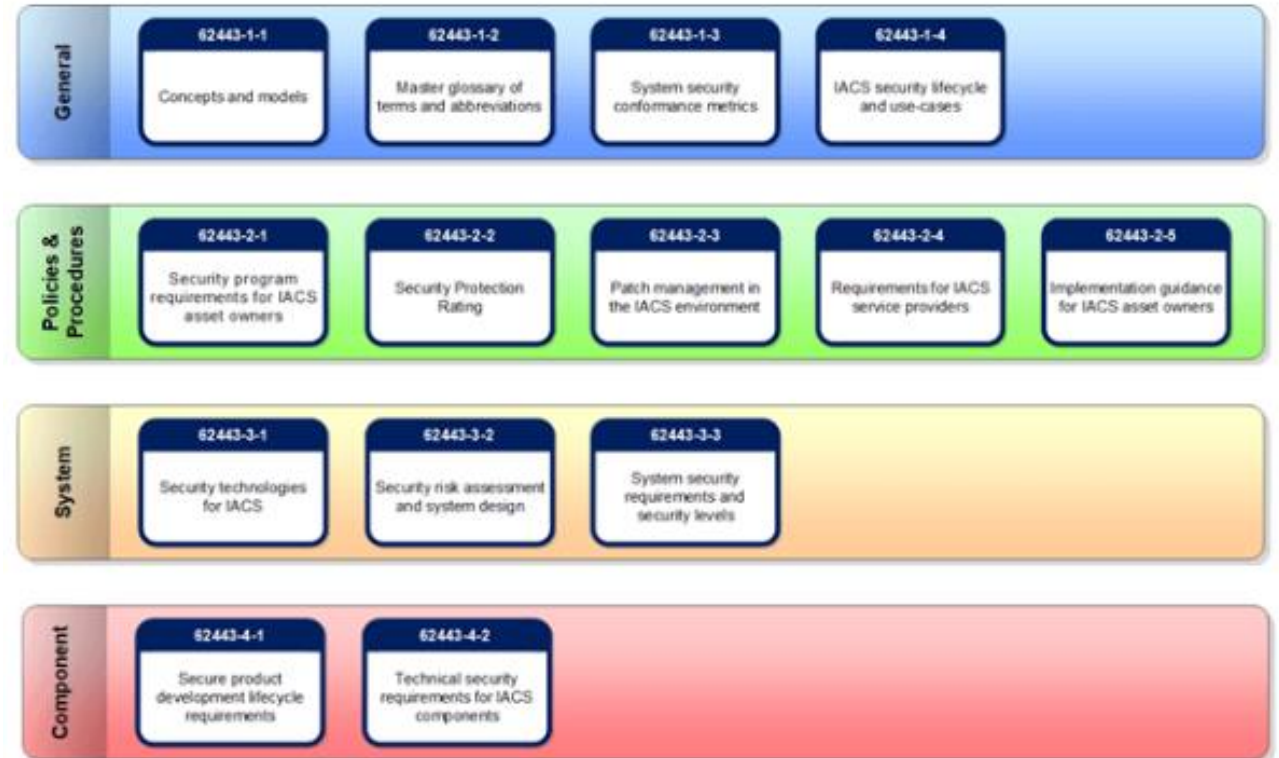 General
62443-1-1
Concepts and models
62443-1-2
Master glossary of
terms and abbreviations
62443-1-3
System security
conformance metrics
62443-1-4
IACS security lifecycle
and use-cases
Policies &
Procedures
62443-2-1
Security program
requirements for IACS
asset owners
62443-2-2
Security Protection
Rating
62443-2-3
Patch management in
the IACS environment
62443-2-4
Requirements for IACS
service providers
62443-2-5
Implementation guidance
for IACS asset owners
System
62443-3-1
Security technologies
for IACS
62443-3-2
Security risk assessment
and system design
62443-3-3
System security
requirements and
security levels
Component
62443-4-1
Secure product
development lifecycle
requirements
62443-4-2
Technical security
requirements for IACS
components